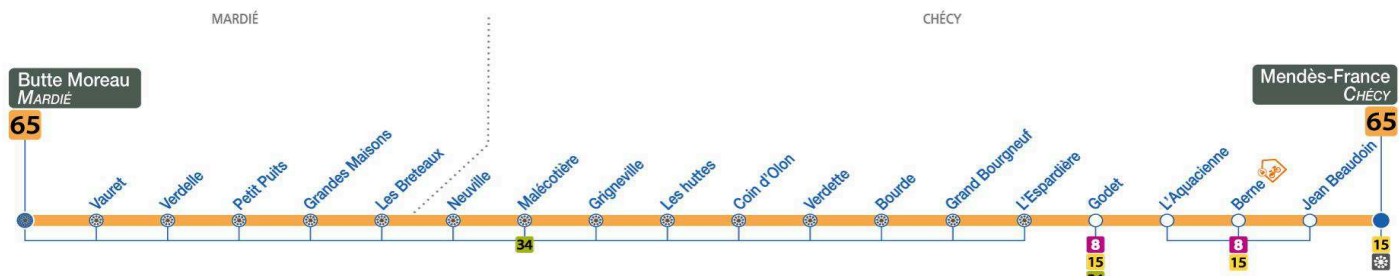 MARDIÉ
CHÉCY
Butte Moreau
MARDIÉ
65
Mendès-France
CHÉCY
65
Vauret
Verdelle
Petit Puits
Grandes Maisons
Les Breteaux
Neuville
Malécotière
Grigneville
Les huttes
Coin d'Olon
Verdette
Bourde
Grand Bourgneuf
L'Espardière
Godet
L'Aquacienne
Berne
Jean Beaudoin
34
8
15
8
15
15